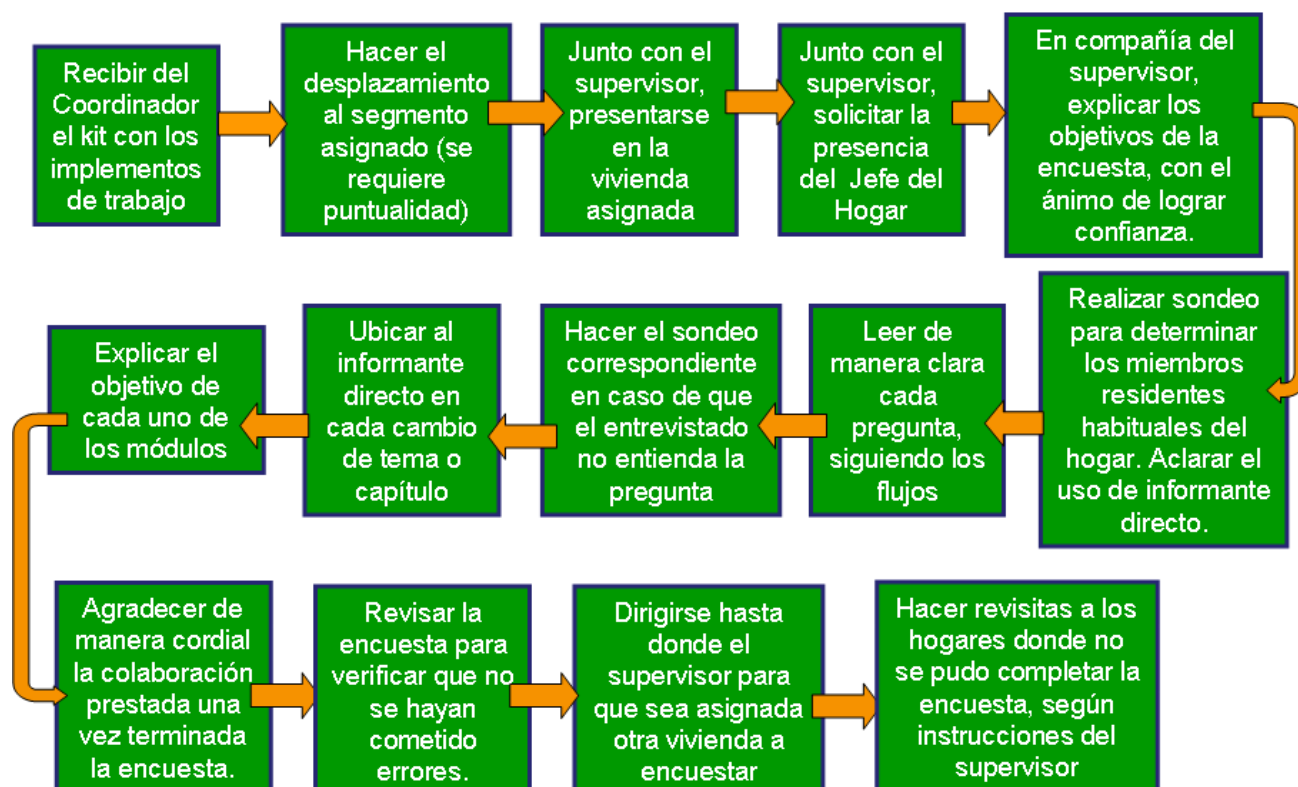 Recibir del
Coordinador
el kit con los
implementos
de trabajo
Hacer el
desplazamiento
al segmento
asignado (se
requiere
puntualidad)
Junto con el
supervisor,
presentarse
en la
vivienda
asignada
Junto con el
supervisor,
solicitar la
presencia
del Jefe del
Hogar
En compañía del
supervisor,
explicar los
objetivos de la
encuesta, con el
ánimo de lograr
confianza.
Realizar sondeo
para determinar
los miembros
residentes
habituales del
hogar. Aclarar el
uso de informante
directo.
Leer de
manera clara
cada
pregunta,
siguiendo los
flujos
Hacer el sondeo
correspondiente
en caso de que
el entrevistado
no entienda la
pregunta
Ubicar al
informante
directo en
cada cambio
de tema o
capítulo
Explicar el
objetivo de
cada uno de
los módulos
Agradecer de
manera cordial
la colaboración
prestada una
vez terminada
la encuesta.
Revisar la
encuesta para
verificar que no
se hayan
cometido
errores.
Dirigirse hasta
donde el
supervisor para
que sea asignada
otra vivienda a
encuestar
Hacer revisitas a los
hogares donde no
se pudo completar la
encuesta, según
instrucciones del
supervisor